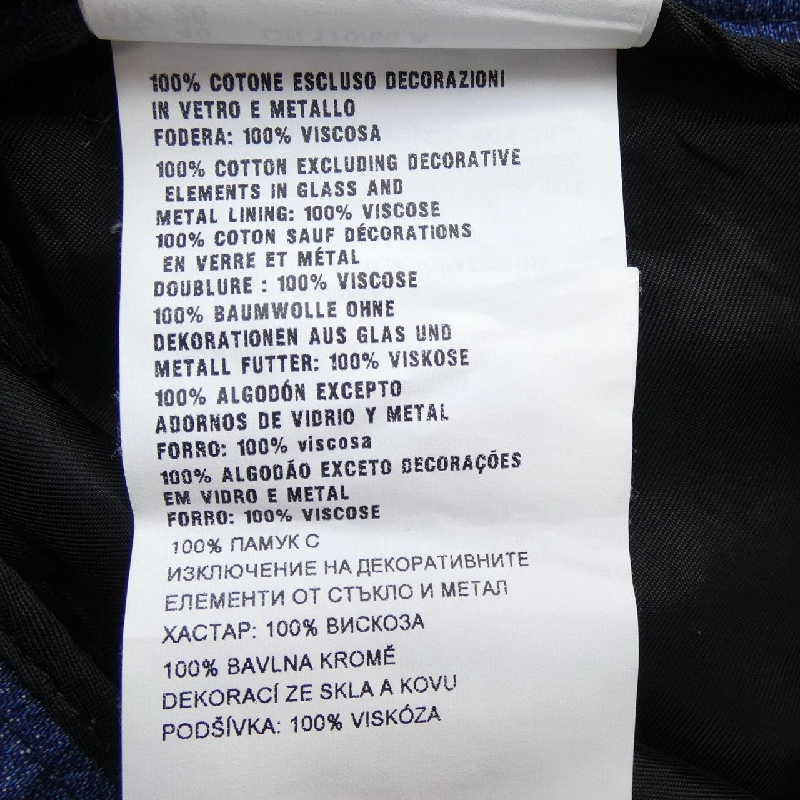 100% COTONE ESCLUSO DECORAZIONI
IN VETRO E METALLO
FODERA: 100% VISCOSA
100% COTTON EXCLUDING DECORATIVE
ELEMENTS IN GLASS AND
METAL LINING: 100% VISCOSE
100% COTON SAUF DÉCORATIONS
EN VERRE ET MÉTAL
DOUBLURE : 100% VISCOSE
100% BAUMWOLLE OHNE
DEKORATIONEN AUS GLAS UND
METALL FUTTER: 100% VISKOSE
100% ALGODÓN EXCEPTO
ADORNOS DE VIDRIO Y METAL
FORRO: 100% viscosa
100% ALGODÃO EXCETO DECORAÇÕES
EM VIDRO E METAL
FORRO: 100% VISCOSE
100% ПАМУК С
ИЗКЛЮЧЕНИЕ НА ДЕКОРАТИВНИТЕ
ЕЛЕМЕНТИ ОТ СТЪКЛО И МЕТАЛ
ХАСТАР: 100% ВИСКОЗА
100% BAVLNA KROMĚ
DEKORACÍ ZE SKLA A KOVU
PODŠÍVKA: 100% VISKÓZA